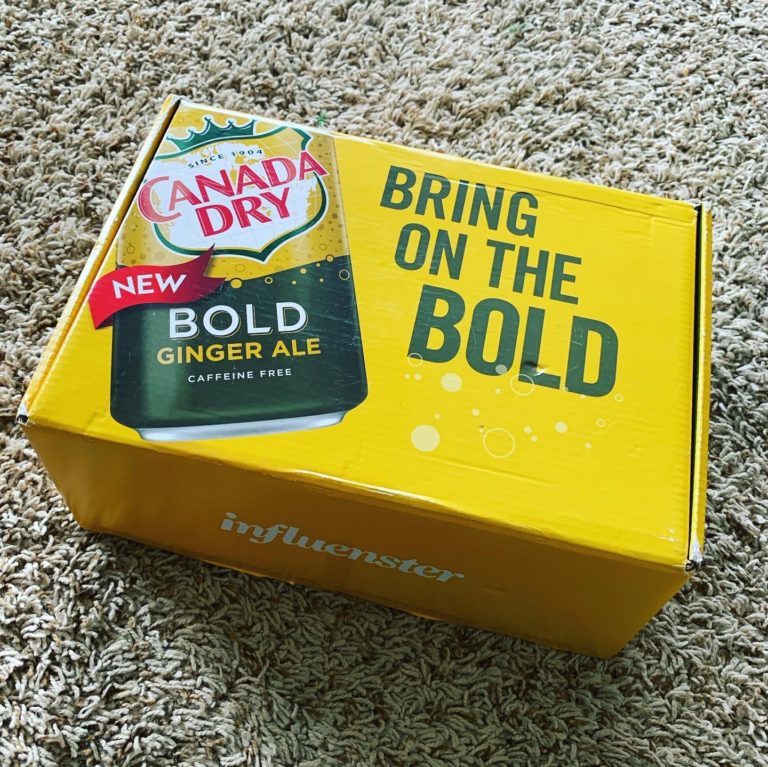 SINCE 1904
CANADA
DRY
NEW
BOLD
GINGER ALE
CAFFEINE FREE
BRING
ON THE
BOLD
influenster